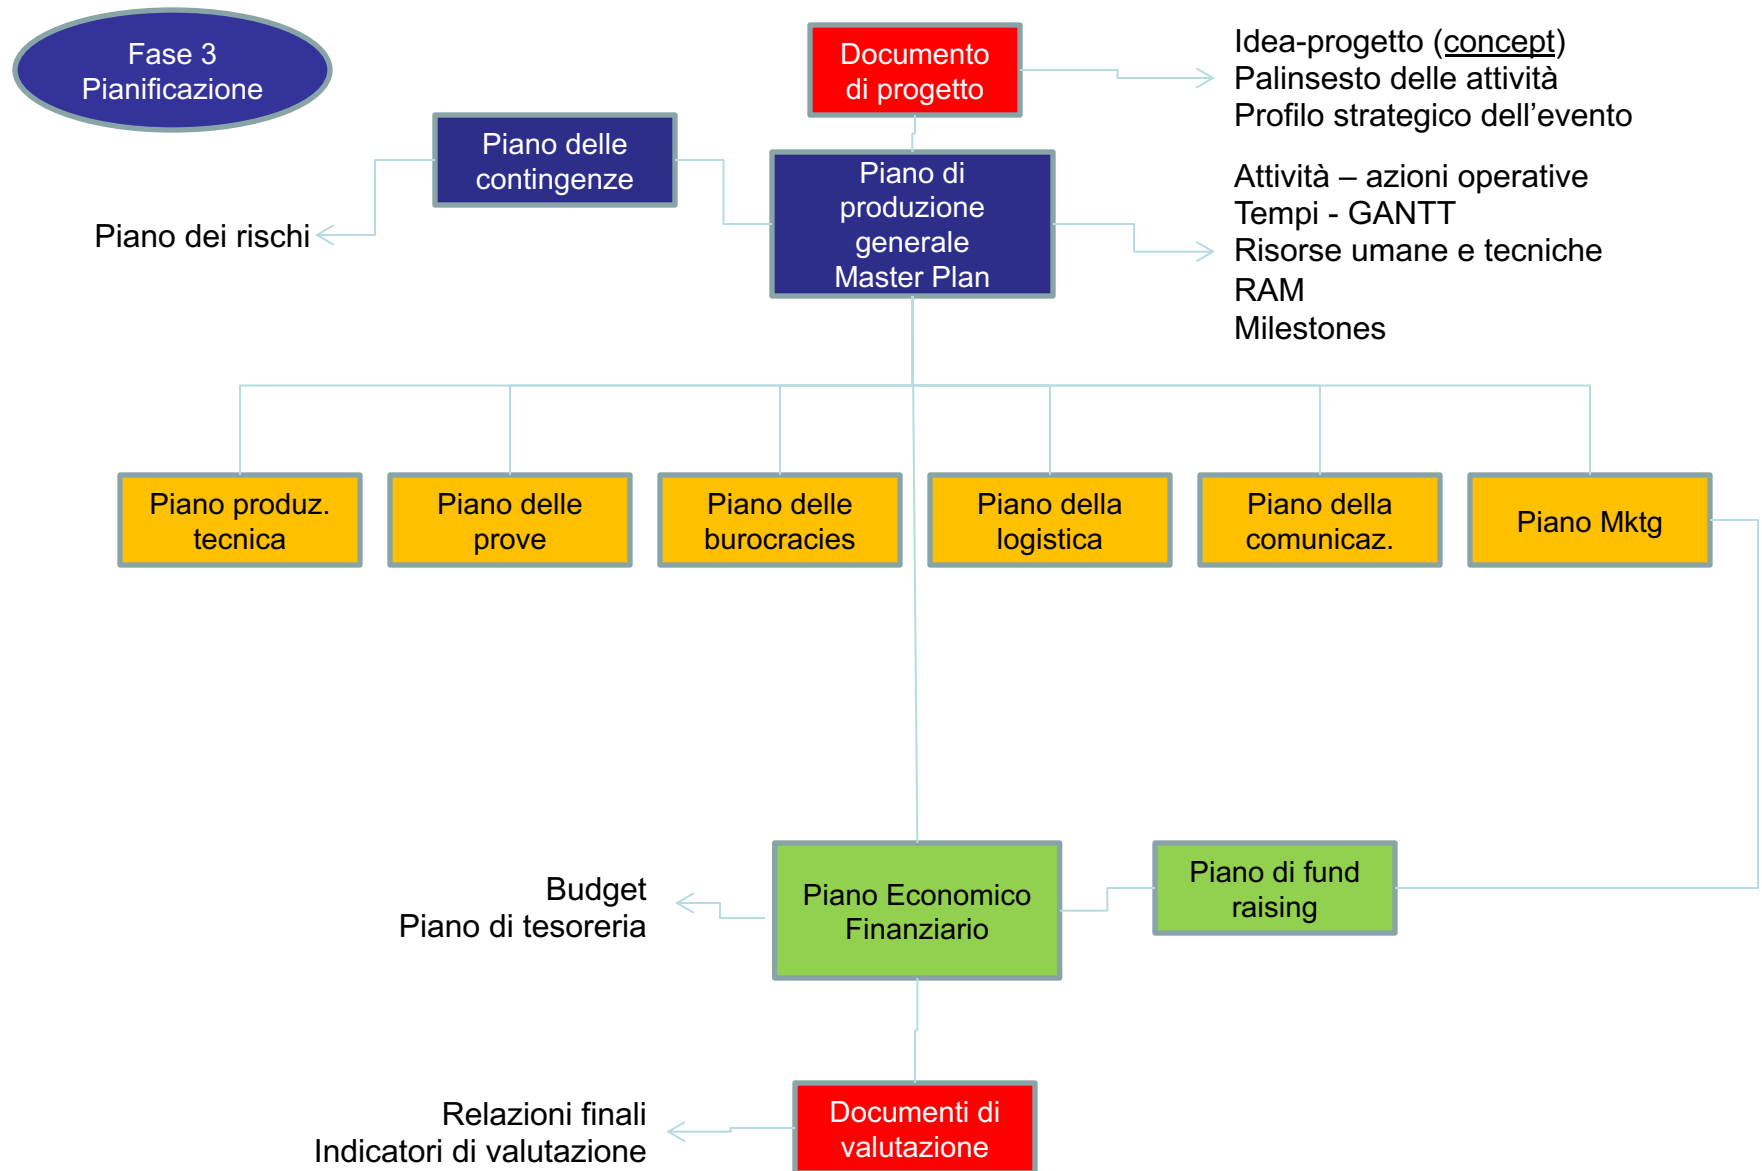 Fase 3
Pianificazione
Documento
di progetto
Idea-progetto (concept)
Palinsesto delle attività
Profilo strategico dell’evento
Piano delle
contingenze
Piano dei rischi
Piano di
produzione
generale
Master Plan
Attività – azioni operative
Tempi - GANTT
Risorse umane e tecniche
RAM
Milestones
Piano produz.
tecnica
Piano delle
prove
Piano delle
burocracies
Piano della
logistica
Piano della
comunicaz.
Piano Mktg
Budget
Piano di tesoreria
Piano Economico
Finanziario
Piano di fund
raising
Relazioni finali
Indicatori di valutazione
Documenti di
valutazione